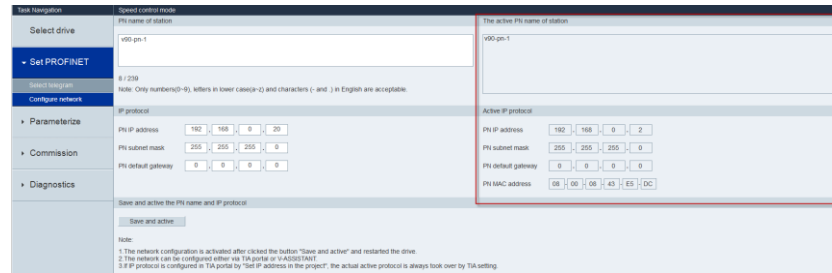 Task Navigation
Speed control mode
Select drive
Set PROFINET
Select telegram
Configure network
Parameterize
Commission
Diagnostics
PN name of station
v90-pn-1
8 / 239
Note: Only numbers(0~9), letters in lower case(a~z) and characters (- and .) in English are acceptable.
IP protocol
PN IP address 192 . 168 . 0 . 20
PN subnet mask 255 . 255 . 255 . 0
PN default gateway 0 . 0 . 0 . 0
The active PN name of station
v90-pn-1
Active IP protocol
PN IP address 192 . 168 . 0 . 2
PN subnet mask 255 . 255 . 255 . 0
PN default gateway 0 . 0 . 0 . 0
PN MAC address 08 - 00 - 06 - 43 - E5 - DC
Save and active the PN name and IP protocol
Save and active
Note:
1.The network configuration is activated after clicked the button "Save and active" and restarted the drive.
2.The network can be configured either via TIA portal or V-ASSISTANT.
3.If IP protocol is configured in TIA portal by "Set IP address in the project", the actual active protocol is always look over by TIA setting.